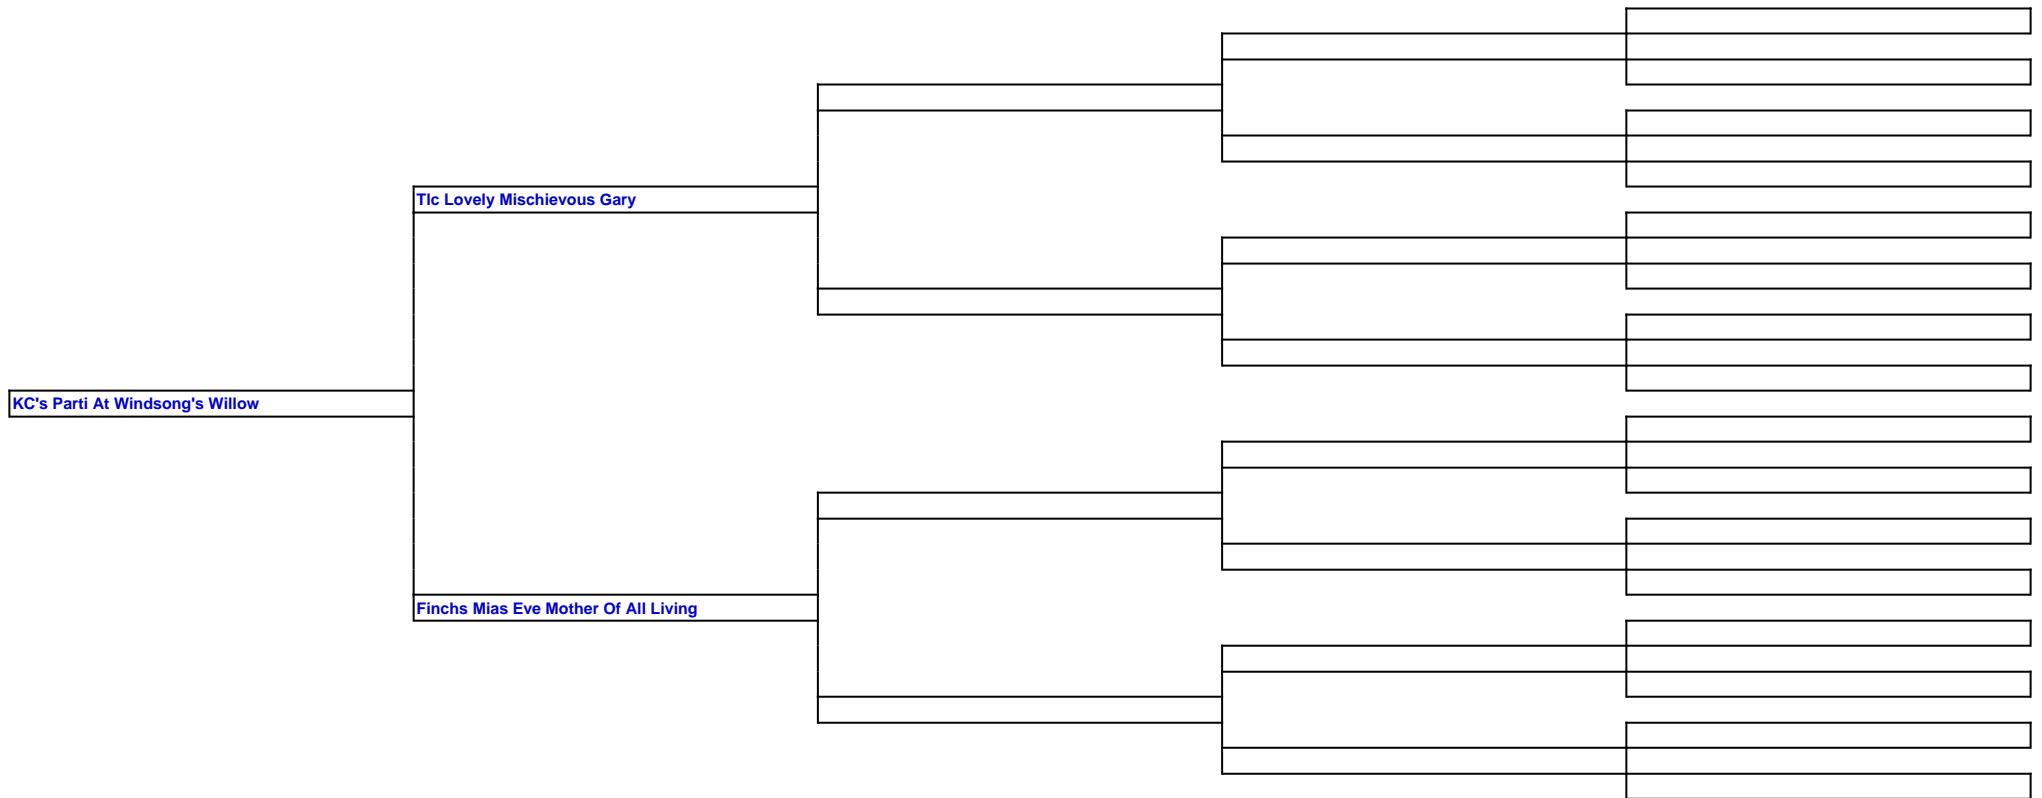 Tlc Lovely Mischievous Gary
KC's Parti At Windsong's Willow
Finchs Mias Eve Mother Of All Living